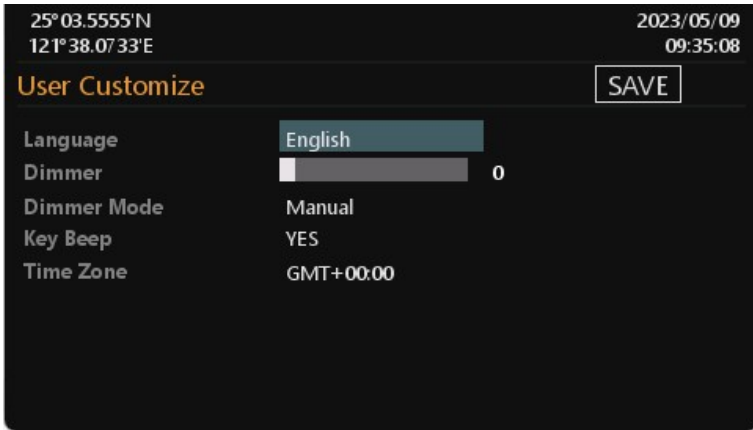 25°03.5555'N 2023/05/09
121°38.0733'E 09:35:08
User Customize SAVE
Language English
Dimmer 0
Dimmer Mode Manual
Key Beep YES
Time Zone GMT+00:00